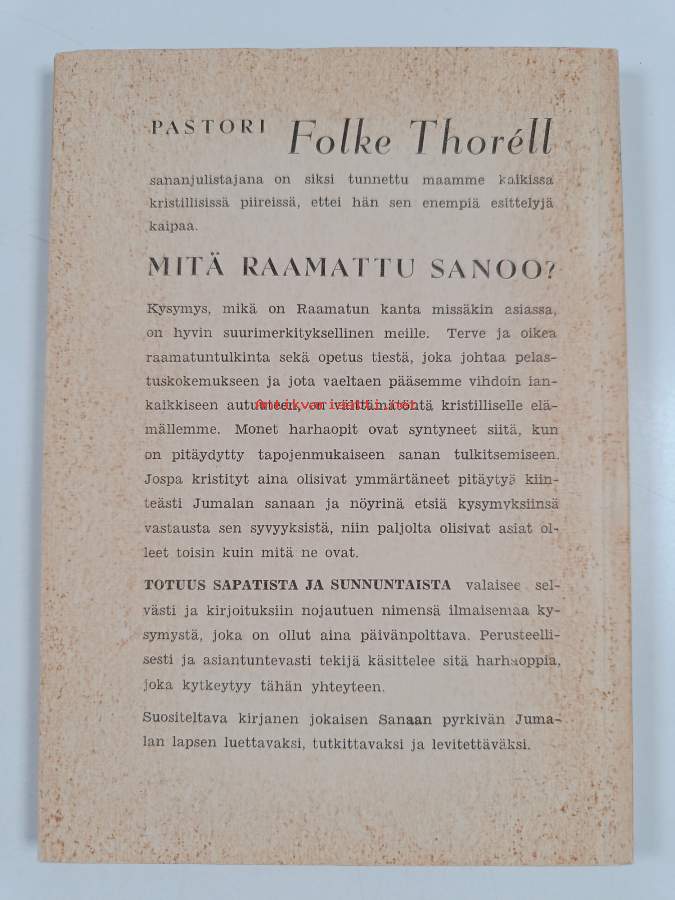 PASTORI Folke Thoréll
sananjulistajana on siksi tunnettu maamme kaikissa
kristillisissä piireissä, ettei hän sen enempiä esittelyjä
kaipaa.
MITÄ RAAMATTU SANOO?
Kysymys, mikä on Raamatun kanta missäkin asiassa,
on hyvin suurimerkityksellinen meille. Terve ja oikea
raamatuntulkinta sekä opetus tiestä, joka johtaa pelas-
tuskokemukseen ja jota vaeltaen pääsemme vihdoin ian-
kaikkiseen autuuteen, on välttämätöntä kristilliselle elä-
Antikvariaatti.net
mällemme. Monet harhaopit ovat syntyneet siitä, kun
on pitäydytty tapojenmukaiseen sanan tulkitsemiseen.
Jospa kristityt aina olisivat ymmärtäneet pitäytyä kiin-
teästi Jumalan sanaan ja nöyrinä etsiä kysymyksiinsä
vastausta sen syvyyksistä, niin paljolta olisivat asiat ol-
leet toisin kuin mitä ne ovat.
TOTUUS SAPATISTA JA SUNNUNTAISTA valaisee sel-
västi ja kirjoituksiin nojautuen nimensä ilmaisemaa ky-
symystä, joka on ollut aina päivänpolttava. Perusteelli-
sesti ja asiantuntevasti tekijä käsittelee sitä harhaoppia,
joka kytkeytyy tähän yhteyteen.
Suositeltava kirjanen jokaisen Sanaan pyrkivän Juma-
lan lapsen luettavaksi, tutkittavaksi ja levitettäväksi.